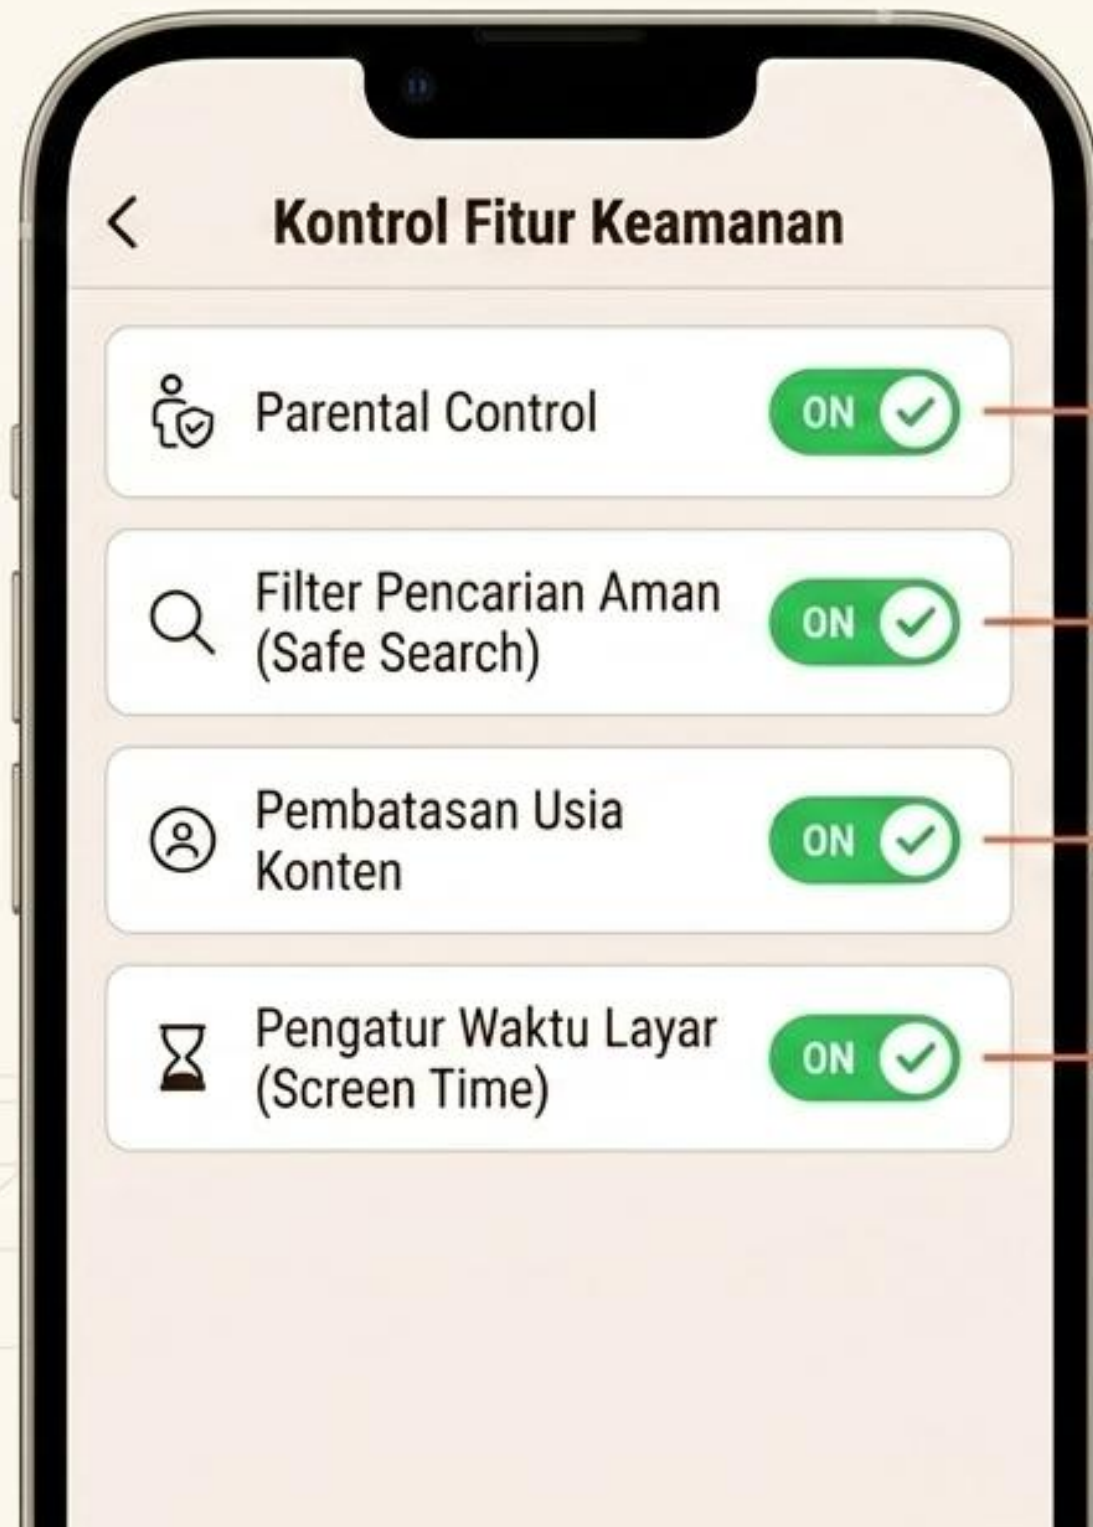 Kontrol Fitur Keamanan
Parental Control
ON
Filter Pencarian Aman
(Safe Search)
ON
Pembatasan Usia
Konten
ON
Pengatur Waktu Layar
(Screen Time)
ON